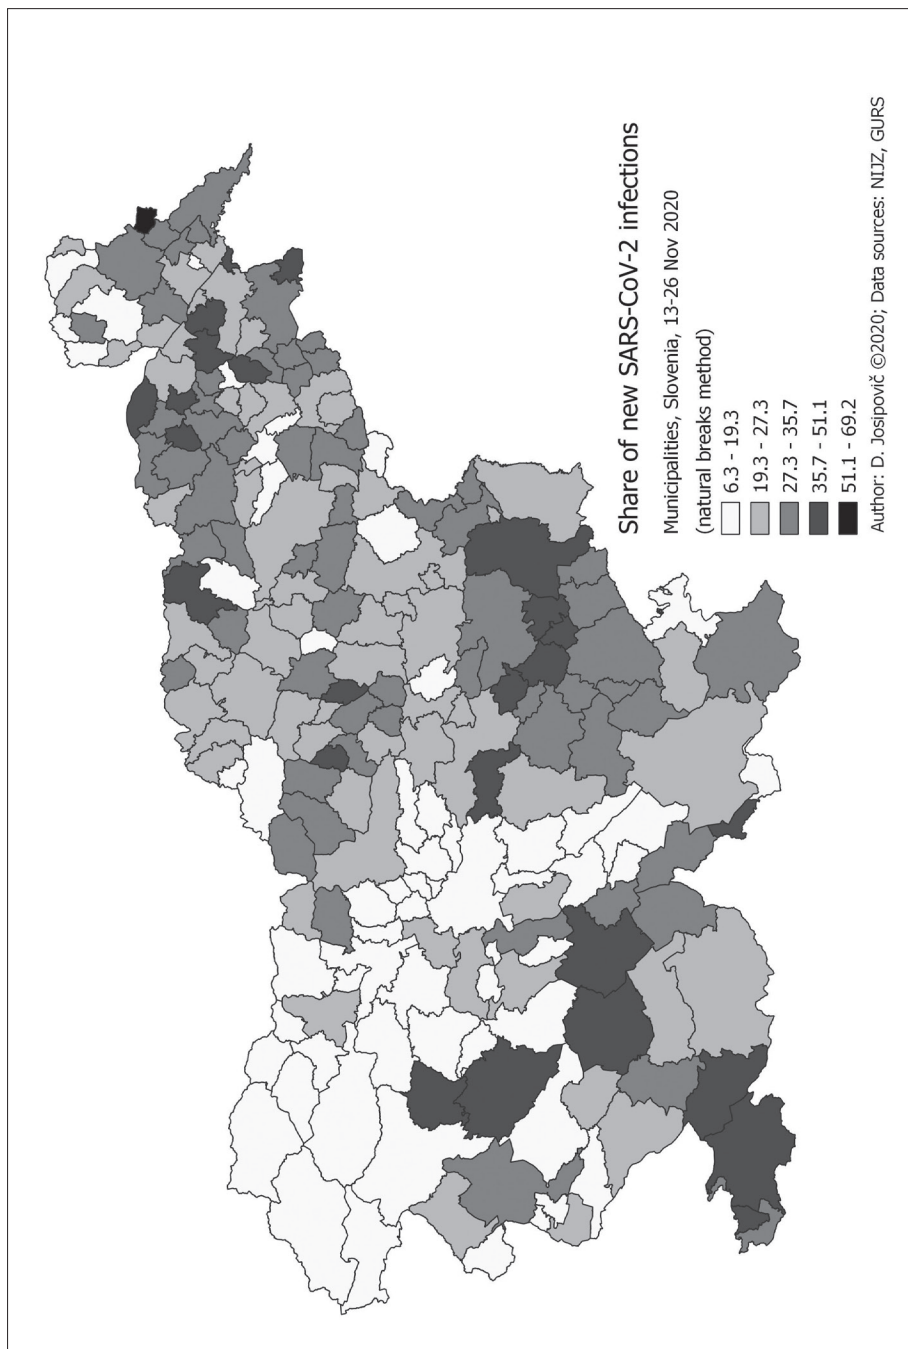 Share of new SARS-CoV-2 infections
Municipalities, Slovenia, 13-26 Nov 2020
(natural breaks method)
6.3 - 19.3
19.3 - 27.3
27.3 - 35.7
35.7 - 51.1
51.1 - 69.2
Author: D. Josipovič ©2020; Data sources: NIJZ, GURS